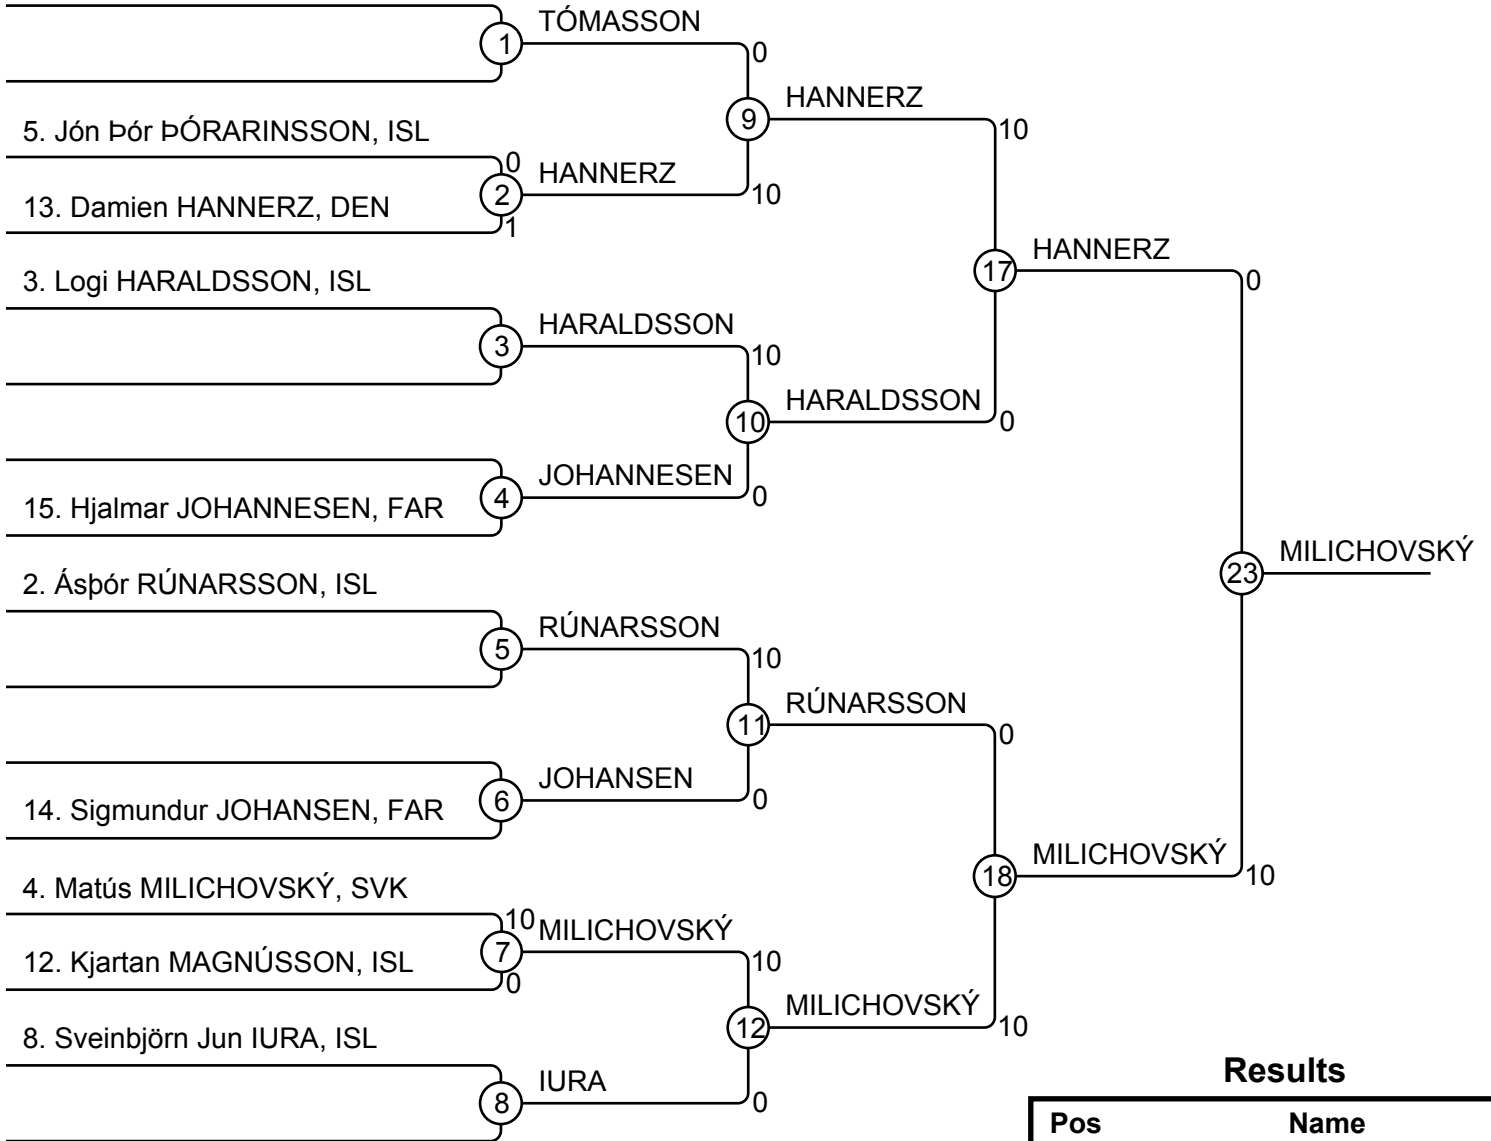 TÓMASSON
1
0
HANNERZ
9
10
5. Jón Þór ÞÓRARINSSON, ISL
0
HANNERZ
2
10
13. Damien HANNERZ, DEN
1
HANNERZ
17
0
3. Logi HARALDSSON, ISL
HARALDSSON
3
10
HARALDSSON
10
0
JOHANNESEN
4
0
15. Hjalmar JOHANNESEN, FAR
MILICHOVSKÝ
23
2. Ásþór RÚNARSSON, ISL
RÚNARSSON
5
10
RÚNARSSON
11
0
JOHANSEN
6
0
14. Sigmundur JOHANSEN, FAR
MILICHOVSKÝ
18
10
4. Matús MILICHOVSKÝ, SVK
10
MILICHOVSKÝ
7
10
12. Kjartan MAGNÚSSON, ISL
0
MILICHOVSKÝ
12
10
8. Sveinbjörn Jun IURA, ISL
IURA
8
0
Results
Pos Name